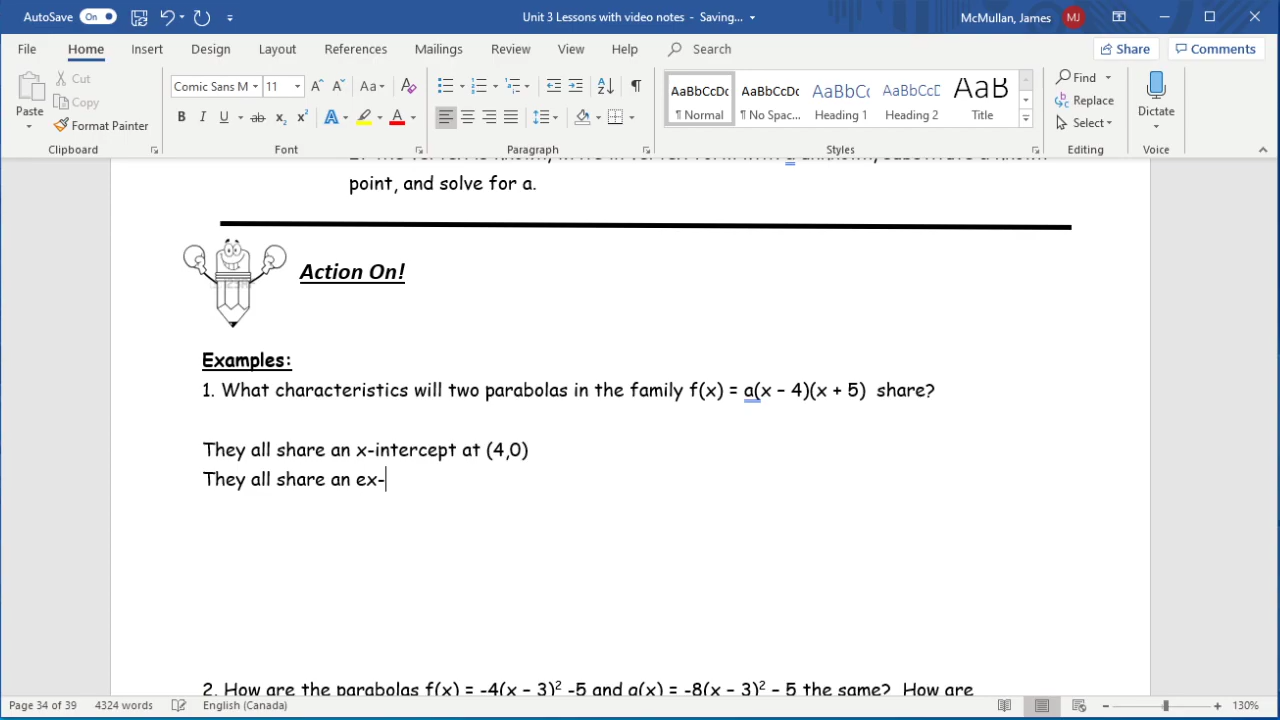 AutoSave On Unit 3 Lessons with video notes - Saving... McMullan, James MJ
File Home Insert Design Layout References Mailings Review View Help Search Share Comments
Paste Cut Copy Format Painter
Clipboard
Comic Sans M 11
Font
Paragraph
AaBbCcDc ¶ Normal AaBbCcDc ¶ No Spac... AaBbCc Heading 1 AaBbCcD Heading 2 AaB Title
Styles
Find Replace Select
Editing
Dictate
Voice
point, and solve for a.
Action On!
Examples:
1. What characteristics will two parabolas in the family f(x) = a(x – 4)(x + 5) share?
They all share an x-intercept at (4,0)
They all share an ex-
2. How are the parabolas f(x) = -4(x – 3)² -5 and g(x) = -8(x – 3)² – 5 the same? How are
Page 34 of 39 4324 words English (Canada) 130%